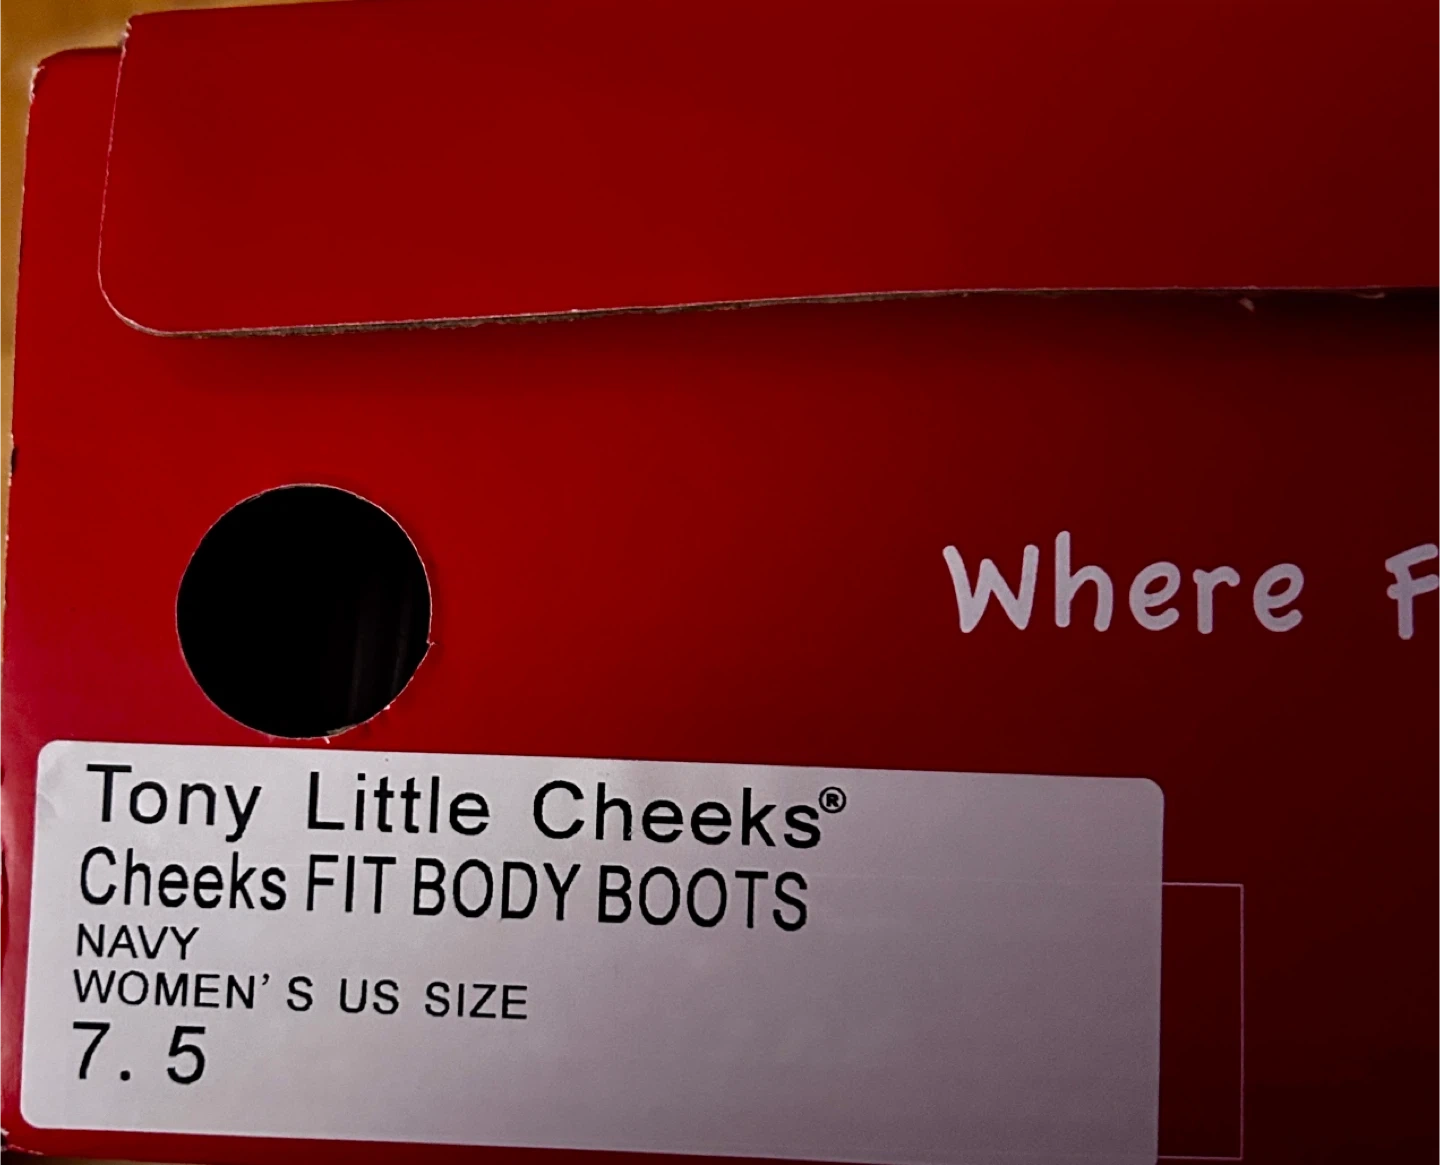 Where F
Tony Little Cheeks®
Cheeks FIT BODY BOOTS
NAVY
WOMEN'S US SIZE
7.5